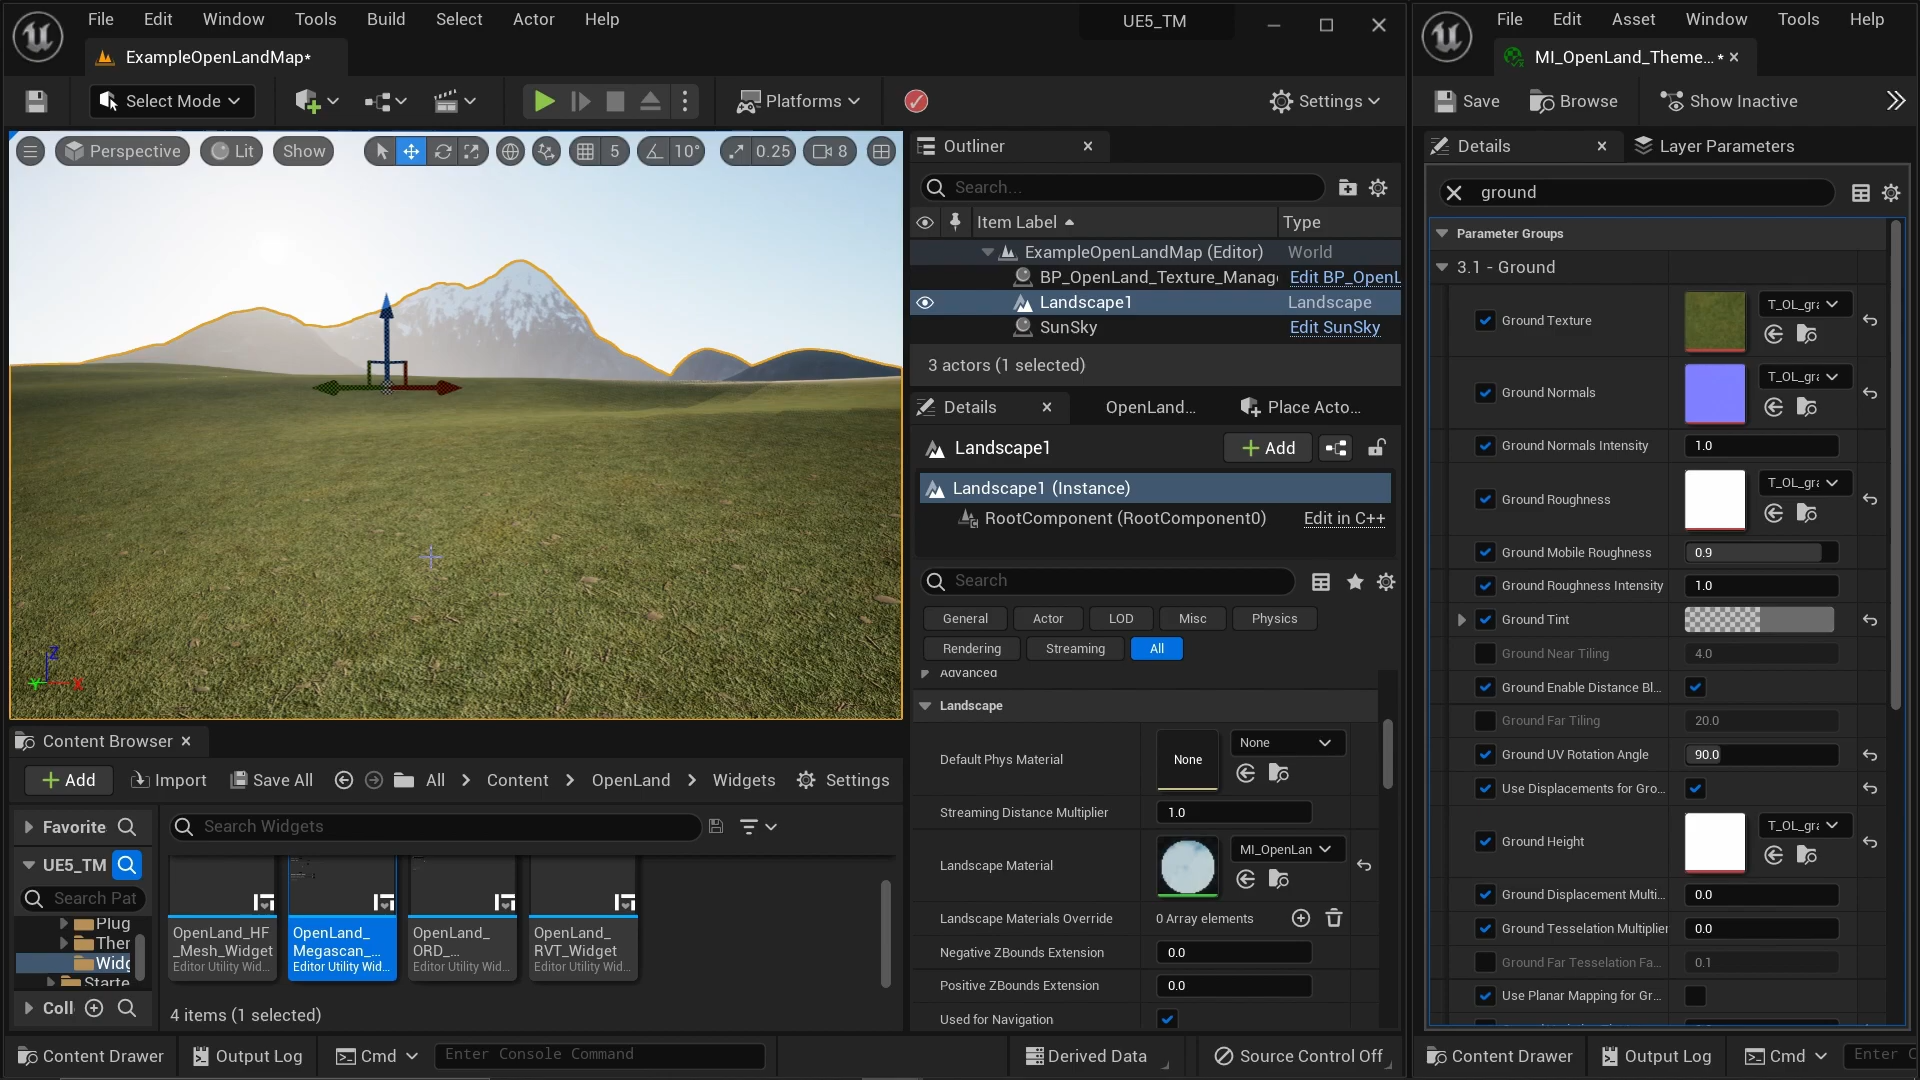 File Edit Window Tools Build Select Actor Help
UE5_TM
ExampleOpenLandMap*
Select Mode
Platforms
Settings
Perspective Lit Show 5 10° 0.25 8
Z
X
Outliner
Search...
Item Label Type
ExampleOpenLandMap (Editor) World
BP_OpenLand_Texture_Manag Edit BP_OpenL
Landscape1 Landscape
SunSky Edit SunSky
3 actors (1 selected)
Details OpenLand... Place Acto...
Landscape1 Add
Landscape1 (Instance)
RootComponent (RootComponent0) Edit in C++
Search
General Actor LOD Misc Physics
Rendering Streaming All
Advanced
Landscape
Default Phys Material None None
Streaming Distance Multiplier 1.0
Landscape Material MI_OpenLan
Landscape Materials Override 0 Array elements
Negative ZBounds Extension 0.0
Positive ZBounds Extension 0.0
Used for Navigation
Content Browser
Add Import Save All All Content OpenLand Widgets Settings
Favorite
Search Widgets
UE5_TM
Search Pat
Plug
Ther
Widg
Starte
Coll
OpenLand_HF
_Mesh_Widget
Editor Utility Wid...
OpenLand_
Megascan_...
Editor Utility Wid...
OpenLand_
ORD_...
Editor Utility Wid...
OpenLand_
RVT_Widget
Editor Utility Wid...
4 items (1 selected)
Content Drawer Output Log Cmd Enter Console Command Derived Data Source Control Off
File Edit Asset Window Tools Help
MI_OpenLand_Theme... *
Save Browse Show Inactive
Details Layer Parameters
ground
Parameter Groups
3.1 - Ground
Ground Texture T_OL_gra
Ground Normals T_OL_gra
Ground Normals Intensity 1.0
Ground Roughness T_OL_gra
Ground Mobile Roughness 0.9
Ground Roughness Intensity 1.0
Ground Tint
Ground Near Tiling 4.0
Ground Enable Distance Bl...
Ground Far Tiling 20.0
Ground UV Rotation Angle 90.0
Use Displacements for Gro...
Ground Height T_OL_gra
Ground Displacement Multi... 0.0
Ground Tesselation Multiplier 0.0
Ground Far Tesselation Fa... 0.1
Use Planar Mapping for Gr...
Content Drawer Output Log Cmd Enter C